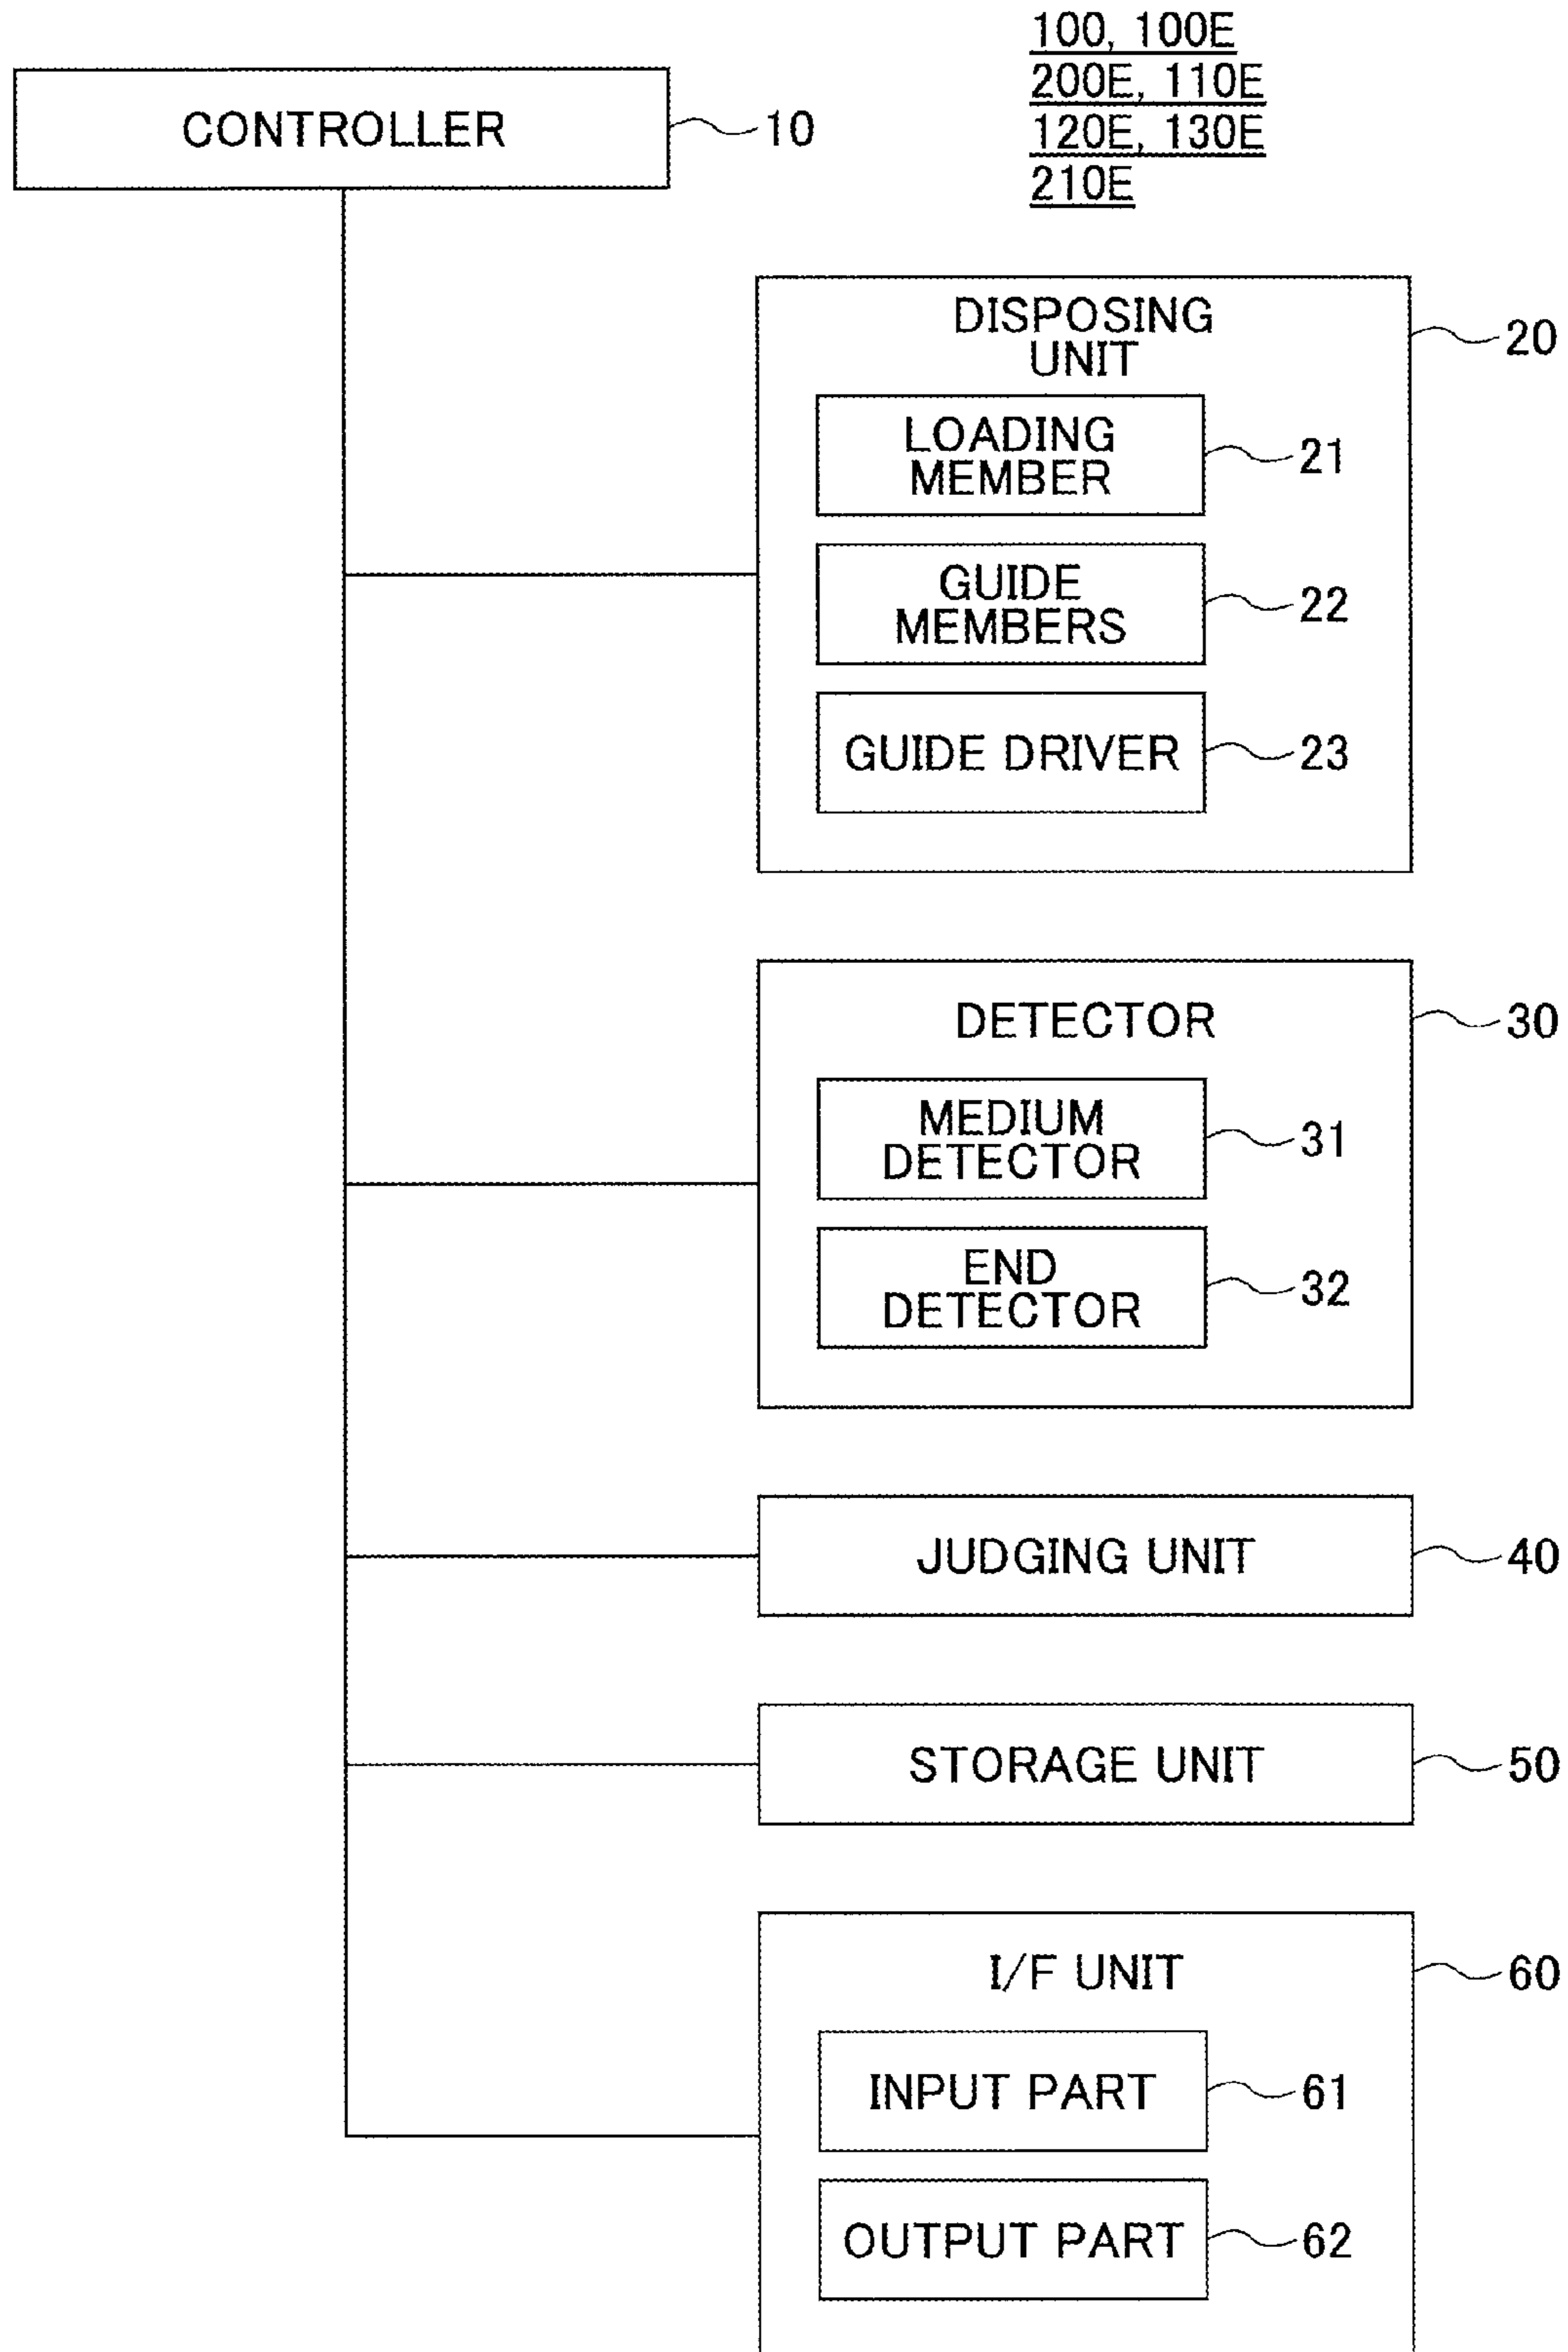 100, 100E
200E, 110E
120E, 130E
210E
CONTROLLER
10
DISPOSING
UNIT
20
LOADING
MEMBER
21
GUIDE
MEMBERS
22
GUIDE DRIVER
23
DETECTOR
30
MEDIUM
DETECTOR
31
END
DETECTOR
32
JUDGING UNIT
40
STORAGE UNIT
50
I/F UNIT
60
INPUT PART
61
OUTPUT PART
62